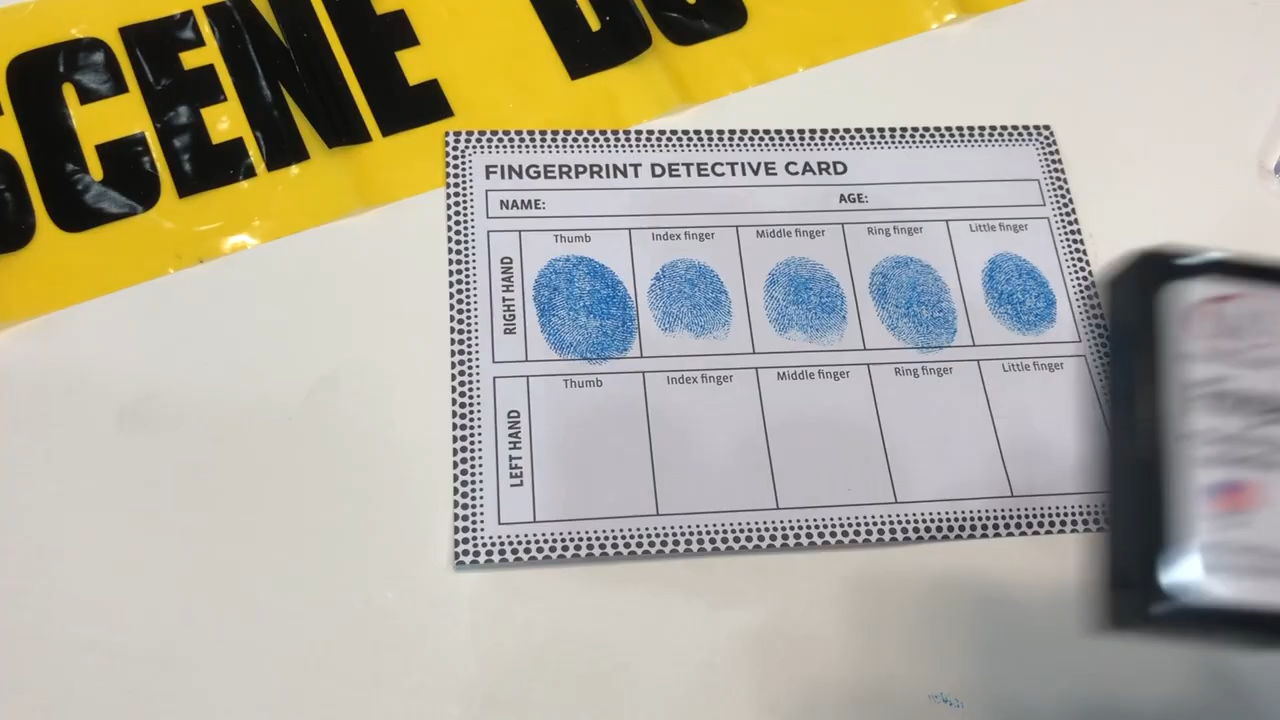 SCENE DO
FINGERPRINT DETECTIVE CARD
NAME: AGE:
RIGHT HAND
Thumb Index finger Middle finger Ring finger Little finger
LEFT HAND
Thumb Index finger Middle finger Ring finger Little finger